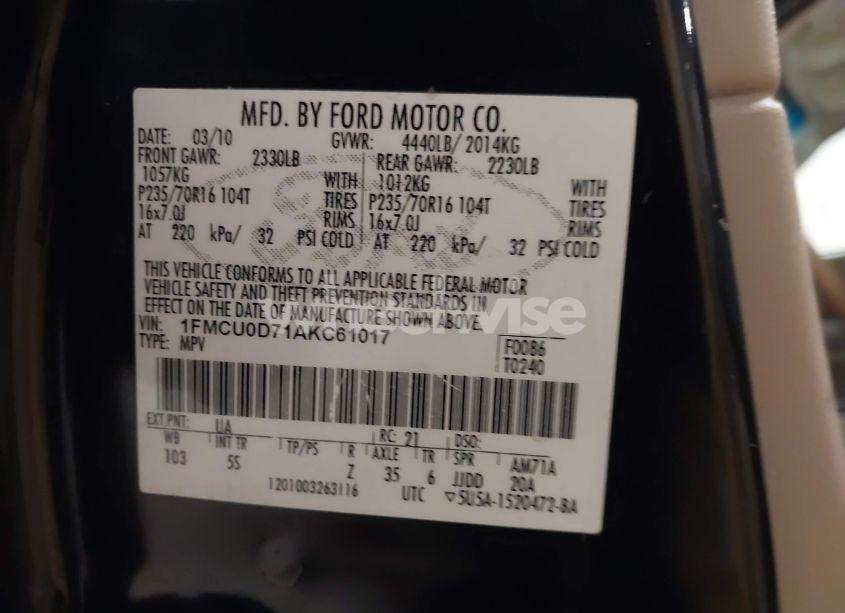 MFD. BY FORD MOTOR CO.
DATE: 03/10 GVWR: 4440LB/ 2014KG
FRONT GAWR: 2330LB REAR GAWR: 2230LB
1057KG WITH 1012KG WITH
P235/70R16 104T TIRES P235/70R16 104T TIRES
16x7.0J RIMS 16x7.0J RIMS
AT 220 kPa/ 32 PSI COLD AT 220 kPa/ 32 PSI COLD
THIS VEHICLE CONFORMS TO ALL APPLICABLE FEDERAL MOTOR
VEHICLE SAFETY AND THEFT PREVENTION STANDARDS IN
EFFECT ON THE DATE OF MANUFACTURE SHOWN ABOVE.
VIN: 1FMCU0D71AKC61017 F0086
TYPE: MPV T0240
EXT PNT: UA RC: 21 DSO:
WB INT TR TP/PS R AXLE TR SPR AM71A
103 5S Z 35 6 JJDD 20A
1201003263116 UTC ▽5U5A-1520472-BA